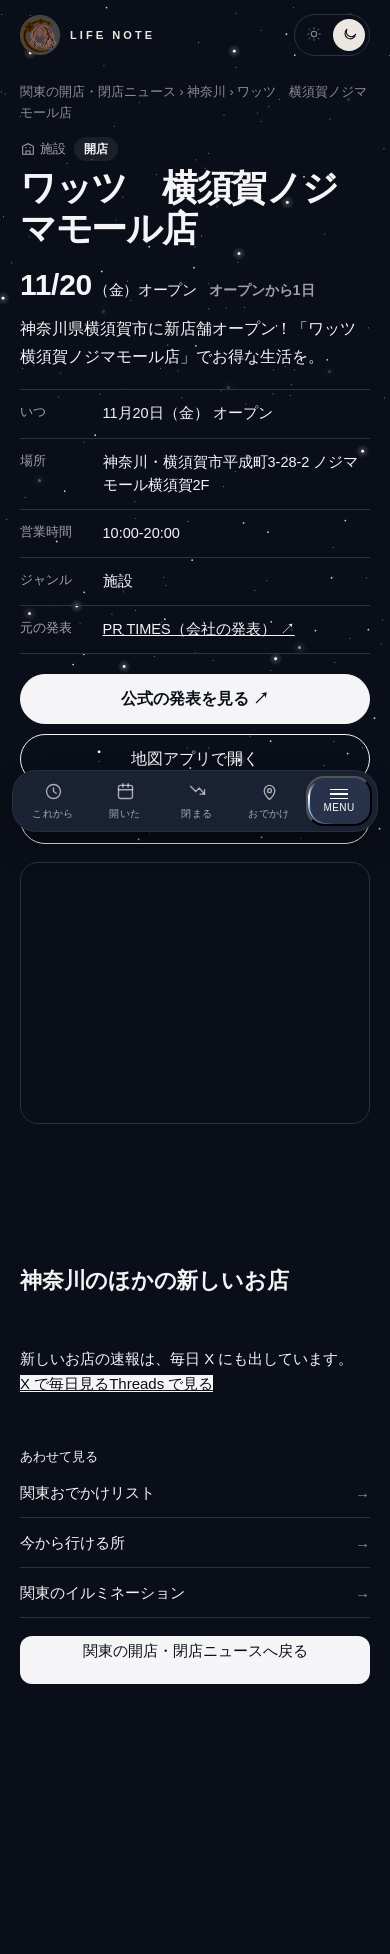 LIFE NOTE
関東の開店・閉店ニュース › 神奈川 › ワッツ　横須賀ノジマ
モール店
施設 開店
ワッツ　横須賀ノジ
マモール店
11/20（金）オープン オープンから1日
神奈川県横須賀市に新店舗オープン！「ワッツ
横須賀ノジマモール店」でお得な生活を。
いつ 11月20日（金） オープン
場所 神奈川・横須賀市平成町3-28-2 ノジマ
モール横須賀2F
営業時間 10:00-20:00
ジャンル 施設
元の発表 PR TIMES（会社の発表） ↗
公式の発表を見る ↗
地図アプリで開く
これから 開いた 閉まる おでかけ MENU
神奈川のほかの新しいお店
新しいお店の速報は、毎日 X にも出しています。
X で毎日見るThreads で見る
あわせて見る
関東おでかけリスト →
今から行ける所 →
関東のイルミネーション →
関東の開店・閉店ニュースへ戻る